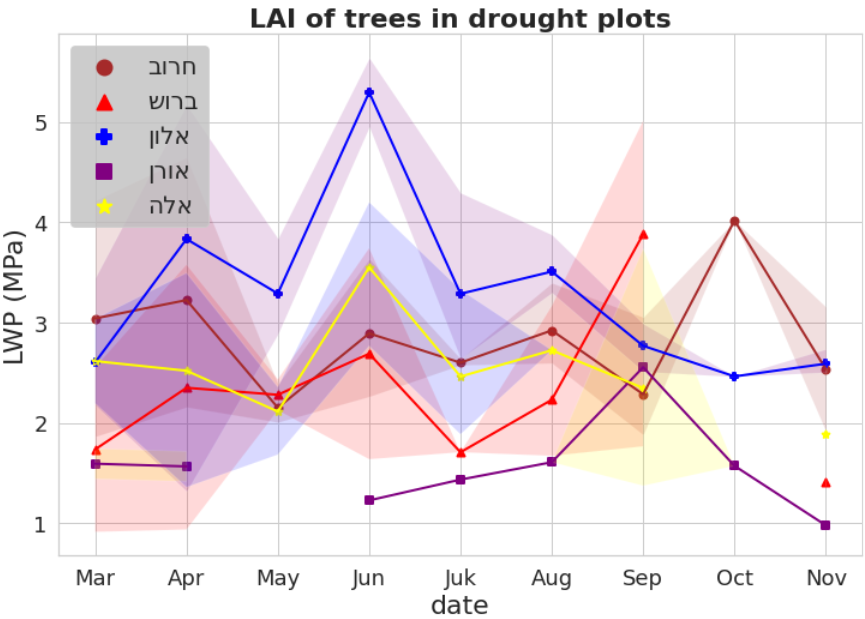 LAI of trees in drought plots
חרוב
ברוש
אלון
אורן
אלה
LWP (MPa)
5
4
3
2
1
Mar Apr May Jun Juk Aug Sep Oct Nov
date